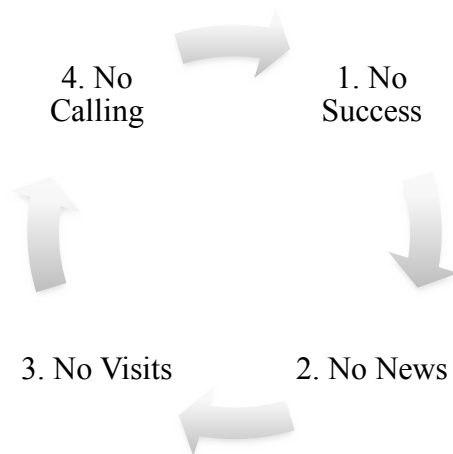 4. No
Calling
1. No
Success
3. No Visits
2. No News